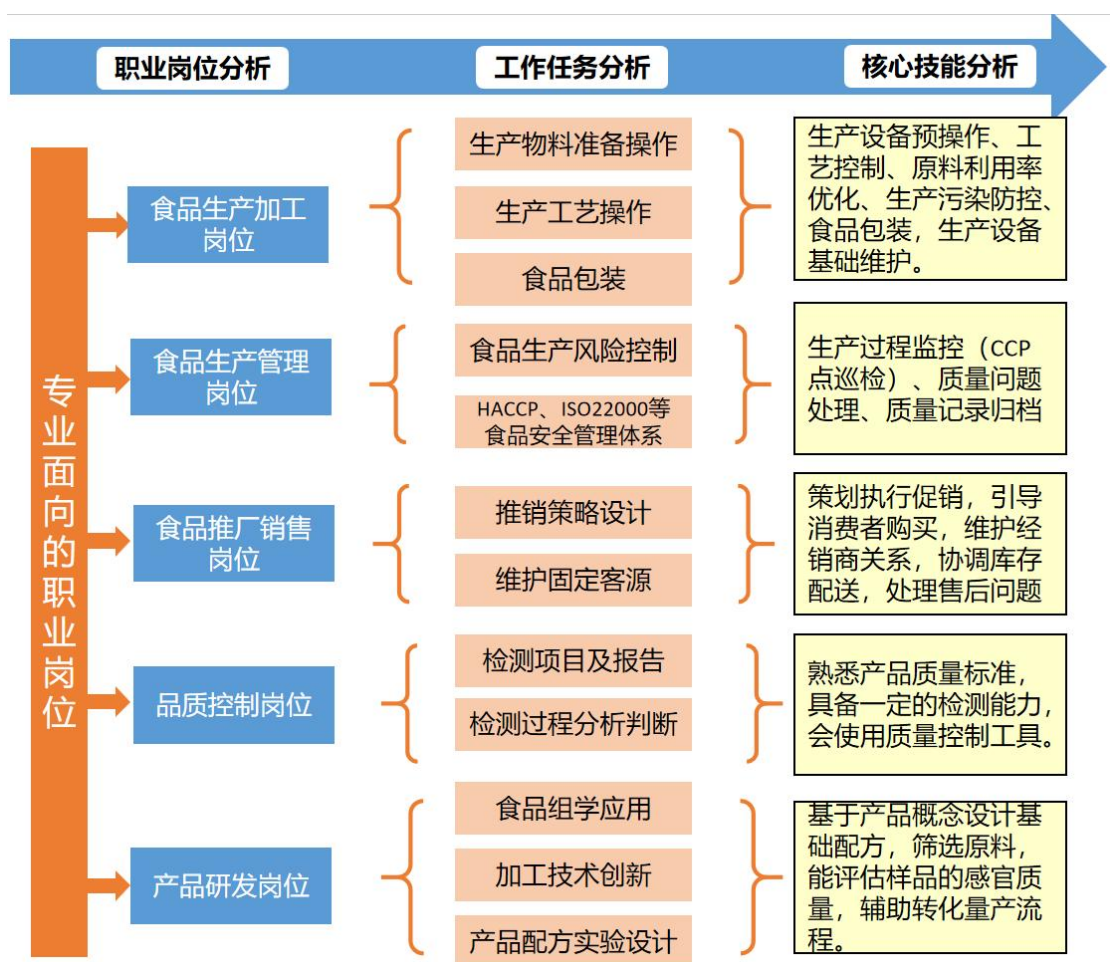 职业岗位分析
工作任务分析
核心技能分析
专业面向的职业岗位
食品生产加工
岗位
生产物料准备操作
生产工艺操作
食品包装
生产设备预操作、工
艺控制、原料利用率
优化、生产污染防控、
食品包装，生产设备
基础维护。
食品生产管理
岗位
食品生产风险控制
HACCP、ISO22000等
食品安全管理体系
生产过程监控（CCP
点巡检）、质量问题
处理、质量记录归档
食品推广销售
岗位
推销策略设计
维护固定客源
策划执行促销，引导
消费者购买，维护经
销商关系，协调库存
配送，处理售后问题
品质控制岗位
检测项目及报告
检测过程分析判断
熟悉产品质量标准，
具备一定的检测能力，
会使用质量控制工具。
产品研发岗位
食品组学应用
加工技术创新
产品配方实验设计
基于产品概念设计基
础配方，筛选原料，
能评估样品的感官质
量，辅助转化量产流
程。